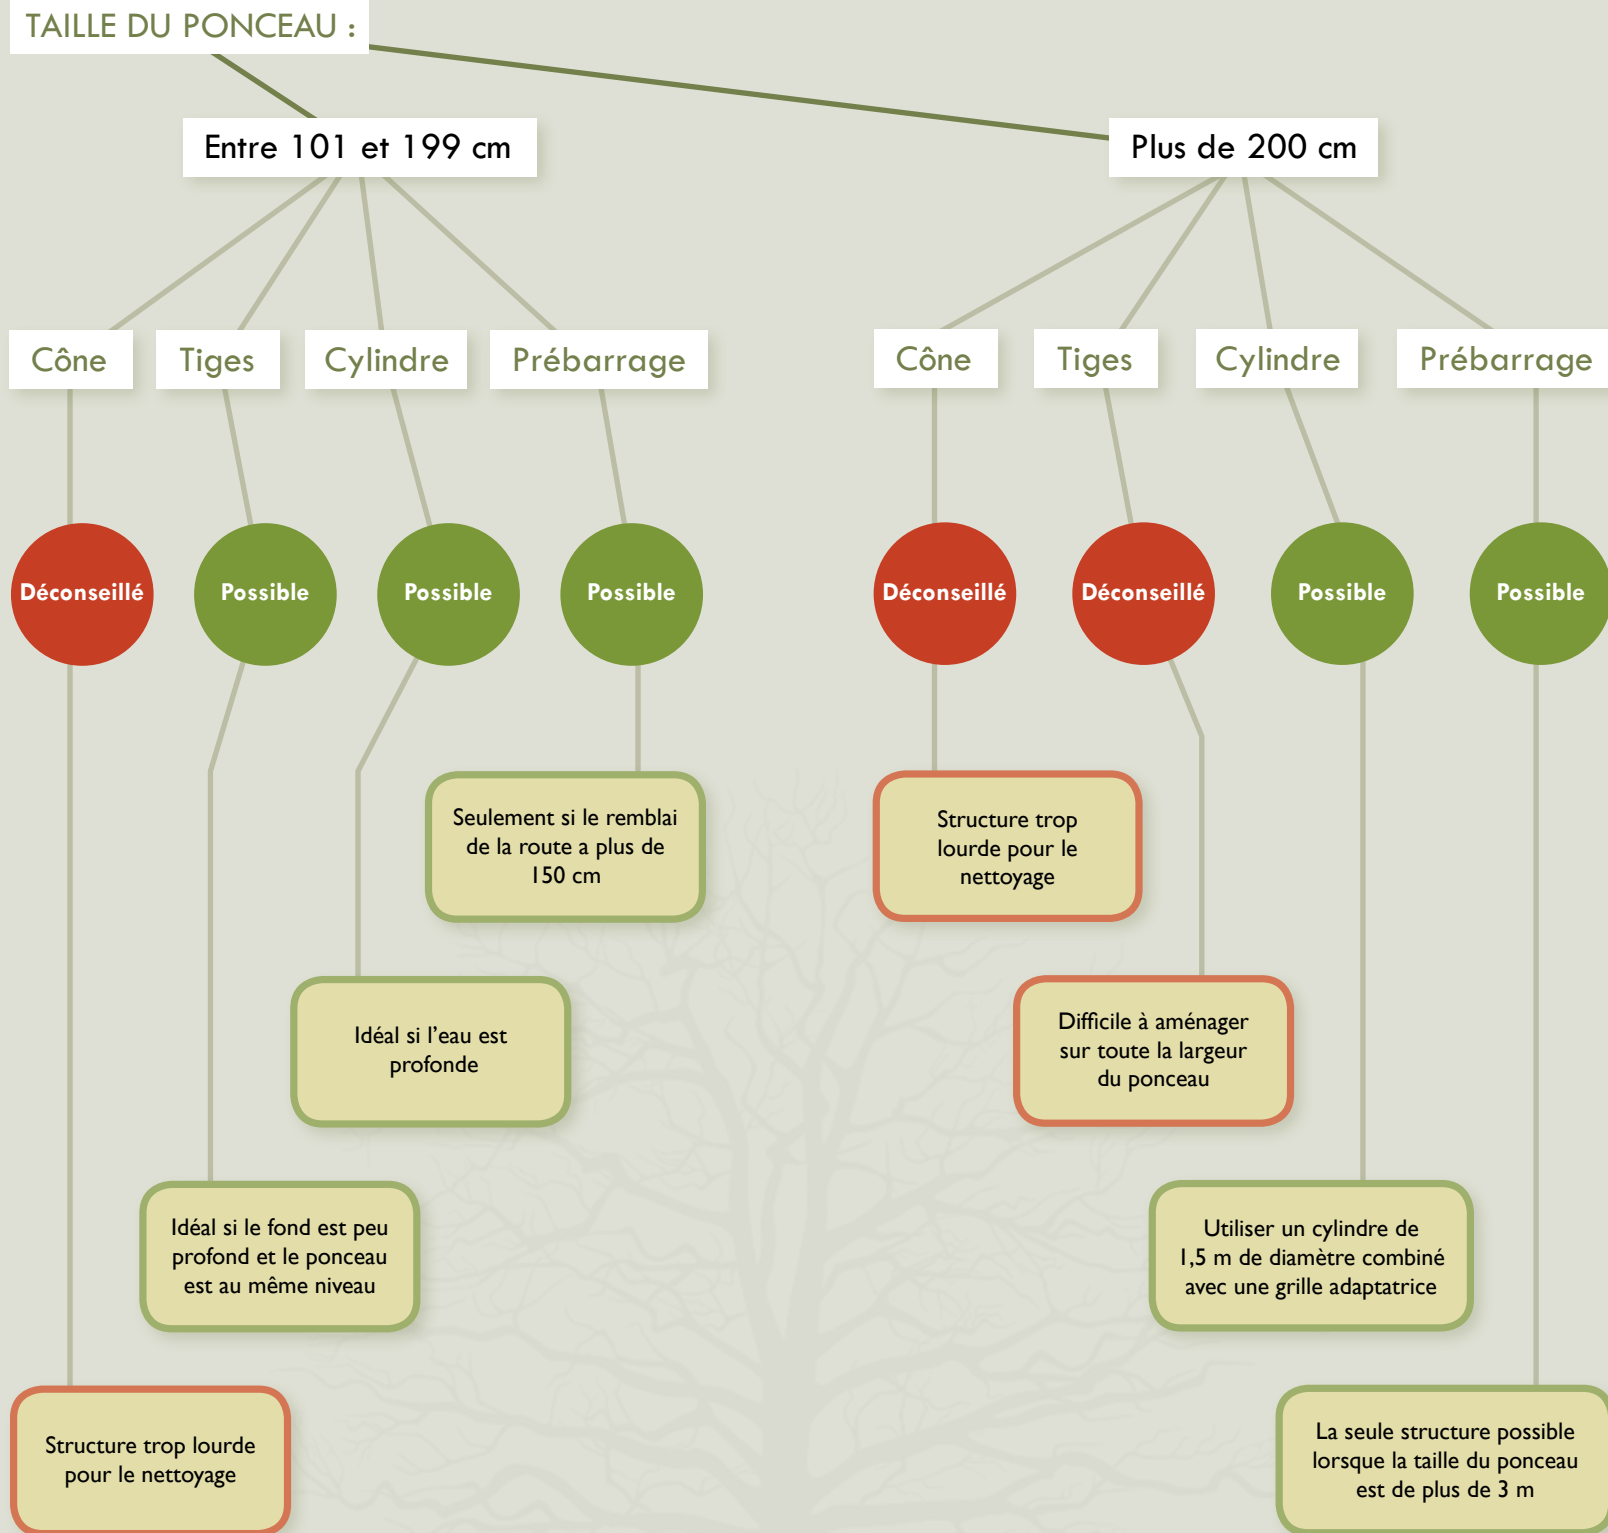 TAILLE DU PONCEAU :
Entre 101 et 199 cm
Plus de 200 cm
Cône
Tiges
Cylindre
Prébarrage
Cône
Tiges
Cylindre
Prébarrage
Déconseillé
Possible
Possible
Possible
Déconseillé
Déconseillé
Possible
Possible
Seulement si le remblai
de la route a plus de
150 cm
Structure trop
lourde pour le
nettoyage
Idéal si l’eau est
profonde
Difficile à aménager
sur toute la largeur
du ponceau
Idéal si le fond est peu
profond et le ponceau
est au même niveau
Utiliser un cylindre de
1,5 m de diamètre combiné
avec une grille adaptatrice
Structure trop lourde
pour le nettoyage
La seule structure possible
lorsque la taille du ponceau
est de plus de 3 m